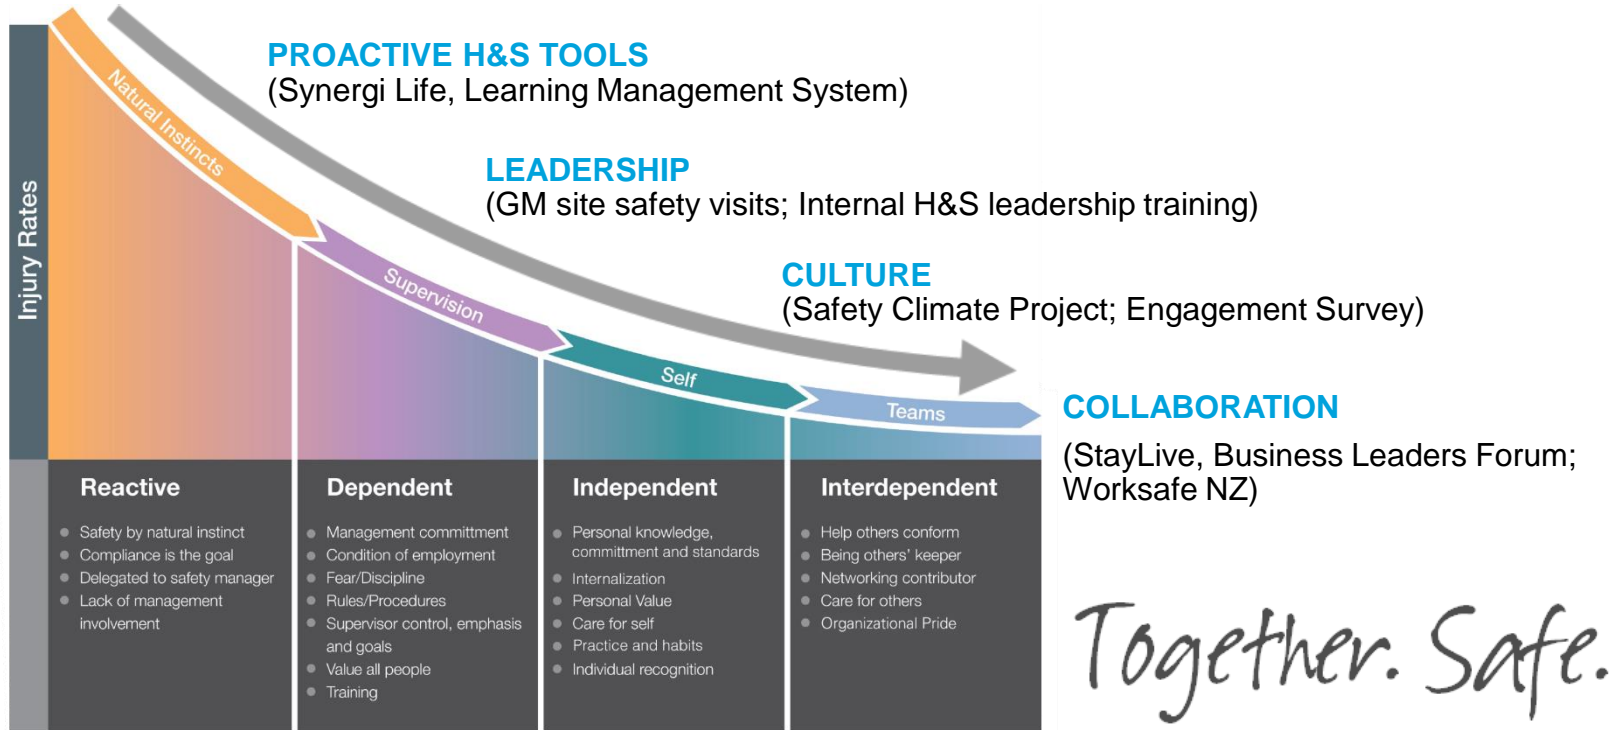 PROACTIVE H&S TOOLS
(Synergi Life, Learning Management System)
LEADERSHIP
(GM site safety visits; Internal H&S leadership training)
CULTURE
(Safety Climate Project; Engagement Survey)
COLLABORATION
(StayLive, Business Leaders Forum;
Worksafe NZ)
Injury Rates
Natural Instincts
Supervision
Self
Teams
Reactive
Safety by natural instinct
Compliance is the goal
Delegated to safety manager
Lack of management
involvement
Dependent
Management committment
Condition of employment
Fear/Discipline
Rules/Procedures
Supervisor control, emphasis
and goals
Value all people
Training
Independent
Personal knowledge,
committment and standards
Internalization
Personal Value
Care for self
Practice and habits
Individual recognition
Interdependent
Help others conform
Being others' keeper
Networking contributor
Care for others
Organizational Pride
Together. Safe.